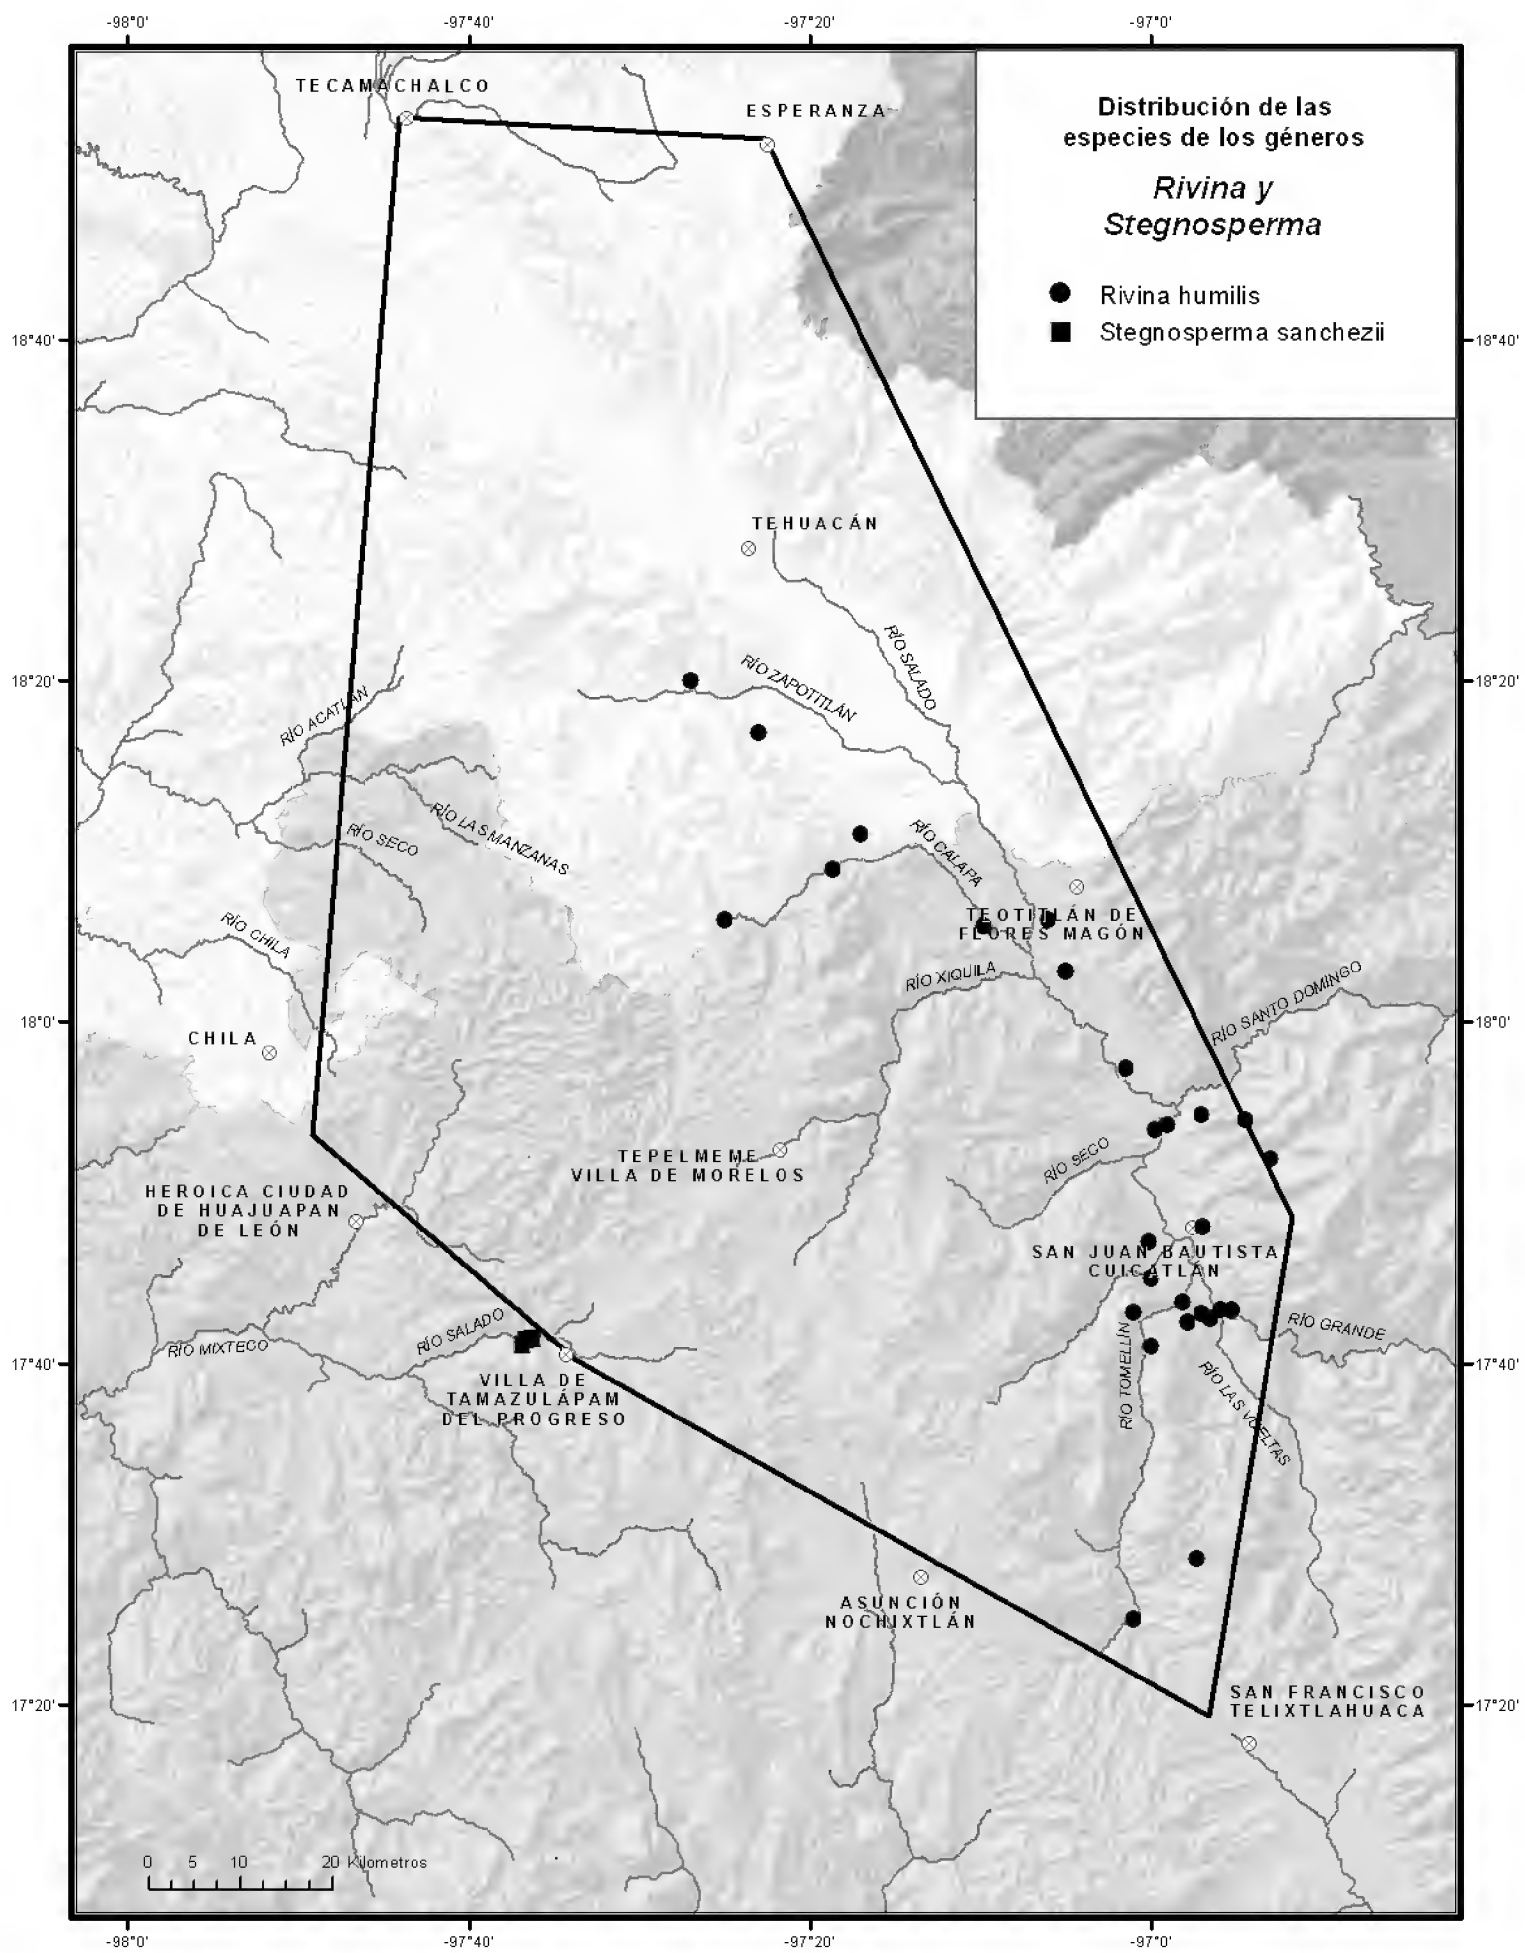 -98°0'
-97°40'
-97°20'
-97°0'
TECAMACHALCO
ESPERANZA
Distribución de las
especies de los géneros
Rivina y
Stegnosperma
Rivina humilis
Stegnosperma sanchezii
18°40'
18°40'
TEHUACÁN
RÍO SALADO
18°20'
18°20'
RÍO ZAPOTITLÁN
RÍO ACATLÁN
RÍO LAS MANZANAS
RÍO SECO
RÍO CALAPA
TEOTITLÁN DE
FLORES MAGÓN
RÍO CHILA
RÍO XIQUILA
RÍO SANTO DOMINGO
18°0'
18°0'
CHILA
TEPELMEME
VILLA DE MORELOS
RÍO SECO
HEROICA CIUDAD
DE HUAJUAPAN
DE LEÓN
SAN JUAN BAUTISTA
CUICATLÁN
RÍO SALADO
RÍO MIXTECO
RÍO GRANDE
17°40'
17°40'
RÍO TOMELLÍN
RÍO LAS VUELTAS
VILLA DE
TAMAZULÁPAM
DEL PROGRESO
ASUNCIÓN
NOCHIXTLÁN
SAN FRANCISCO
TELIXTLAHUACA
17°20'
17°20'
0 5 10 20 Kilometros
-98°0'
-97°40'
-97°20'
-97°0'